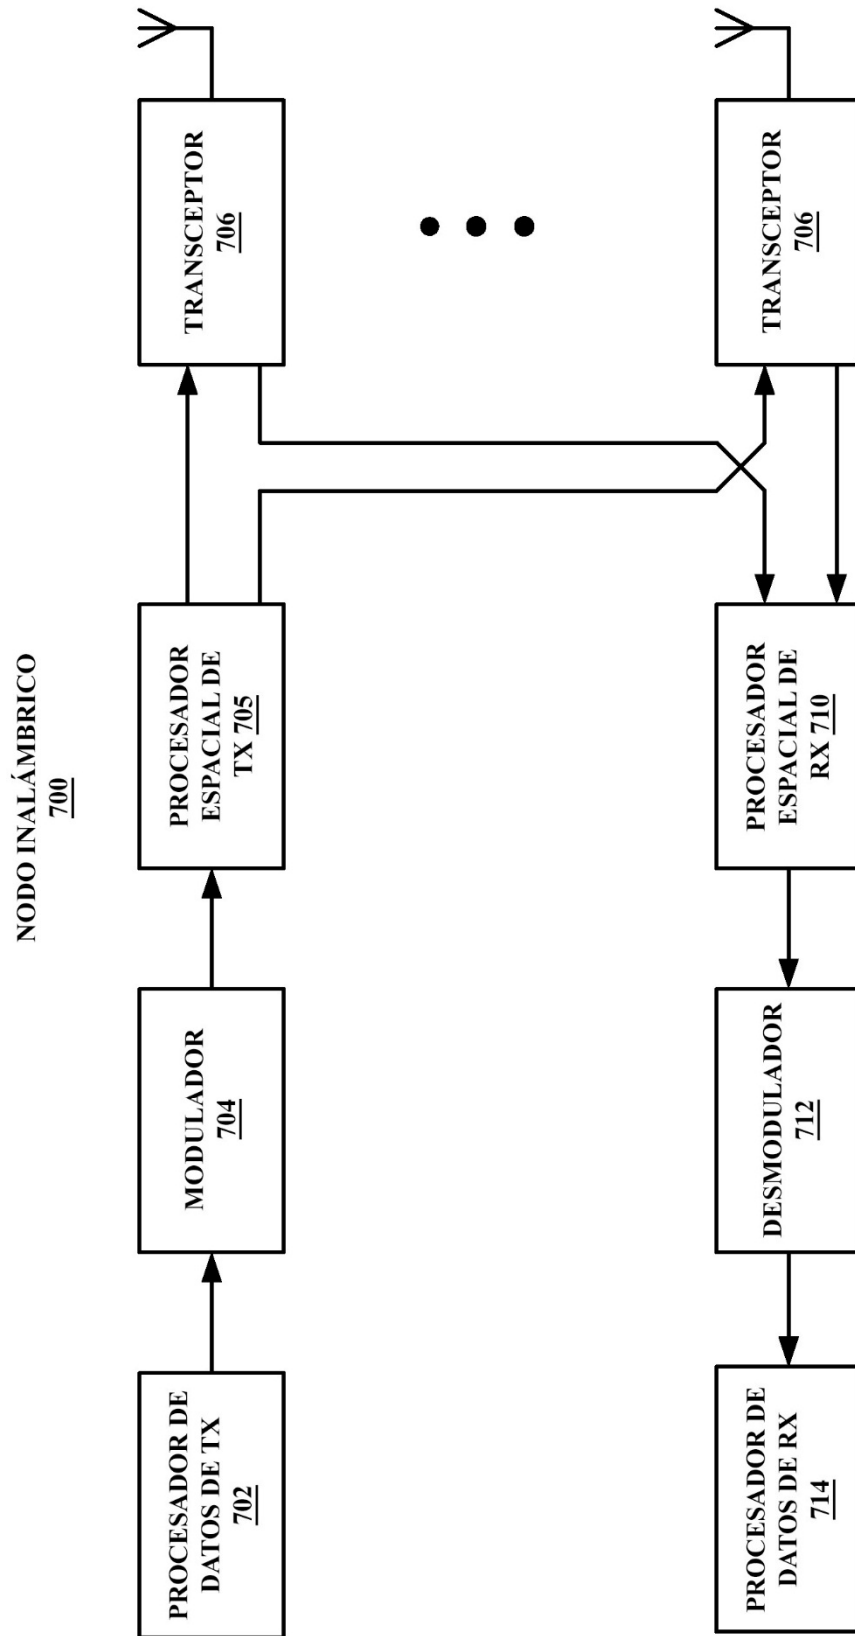 NODO INALÁMBRICO
700
PROCESADOR DE
DATOS DE TX
702
MODULADOR
704
PROCESADOR
ESPACIAL DE
TX 705
TRANSCEPTOR
706
PROCESADOR DE
DATOS DE RX
714
DESMODULADOR
712
PROCESADOR
ESPACIAL DE
RX 710
TRANSCEPTOR
706